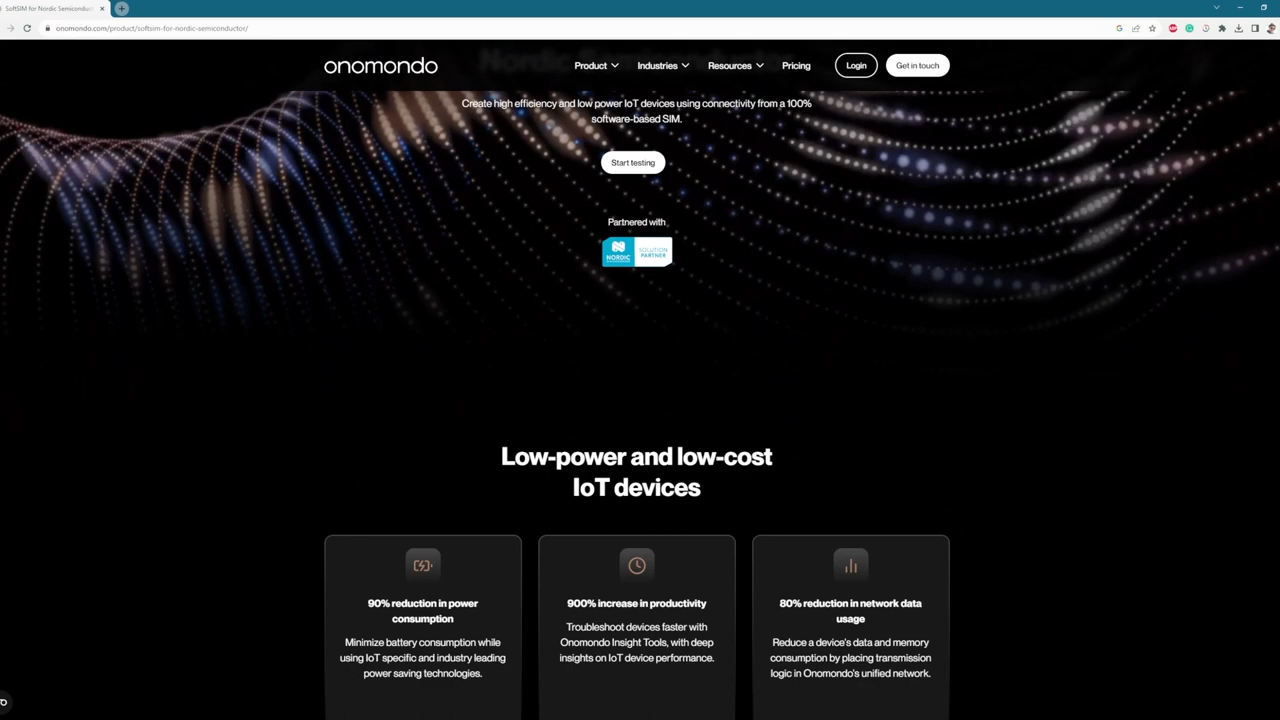 SoftSIM for Nordic Semiconduc
onomondo.com/product/softsim-for-nordic-semiconductor/
onomondo
Product
Industries
Resources
Pricing
Login
Get in touch
Create high efficiency and low power IoT devices using connectivity from a 100%
software-based SIM.
Start testing
Partnered with
NORDIC
SOLUTION
PARTNER
Low-power and low-cost
IoT devices
90% reduction in power
consumption
Minimize battery consumption while
using IoT specific and industry leading
power saving technologies.
900% increase in productivity
Troubleshoot devices faster with
Onomondo Insight Tools, with deep
insights on IoT device performance.
80% reduction in network data
usage
Reduce a device's data and memory
consumption by placing transmission
logic in Onomondo's unified network.